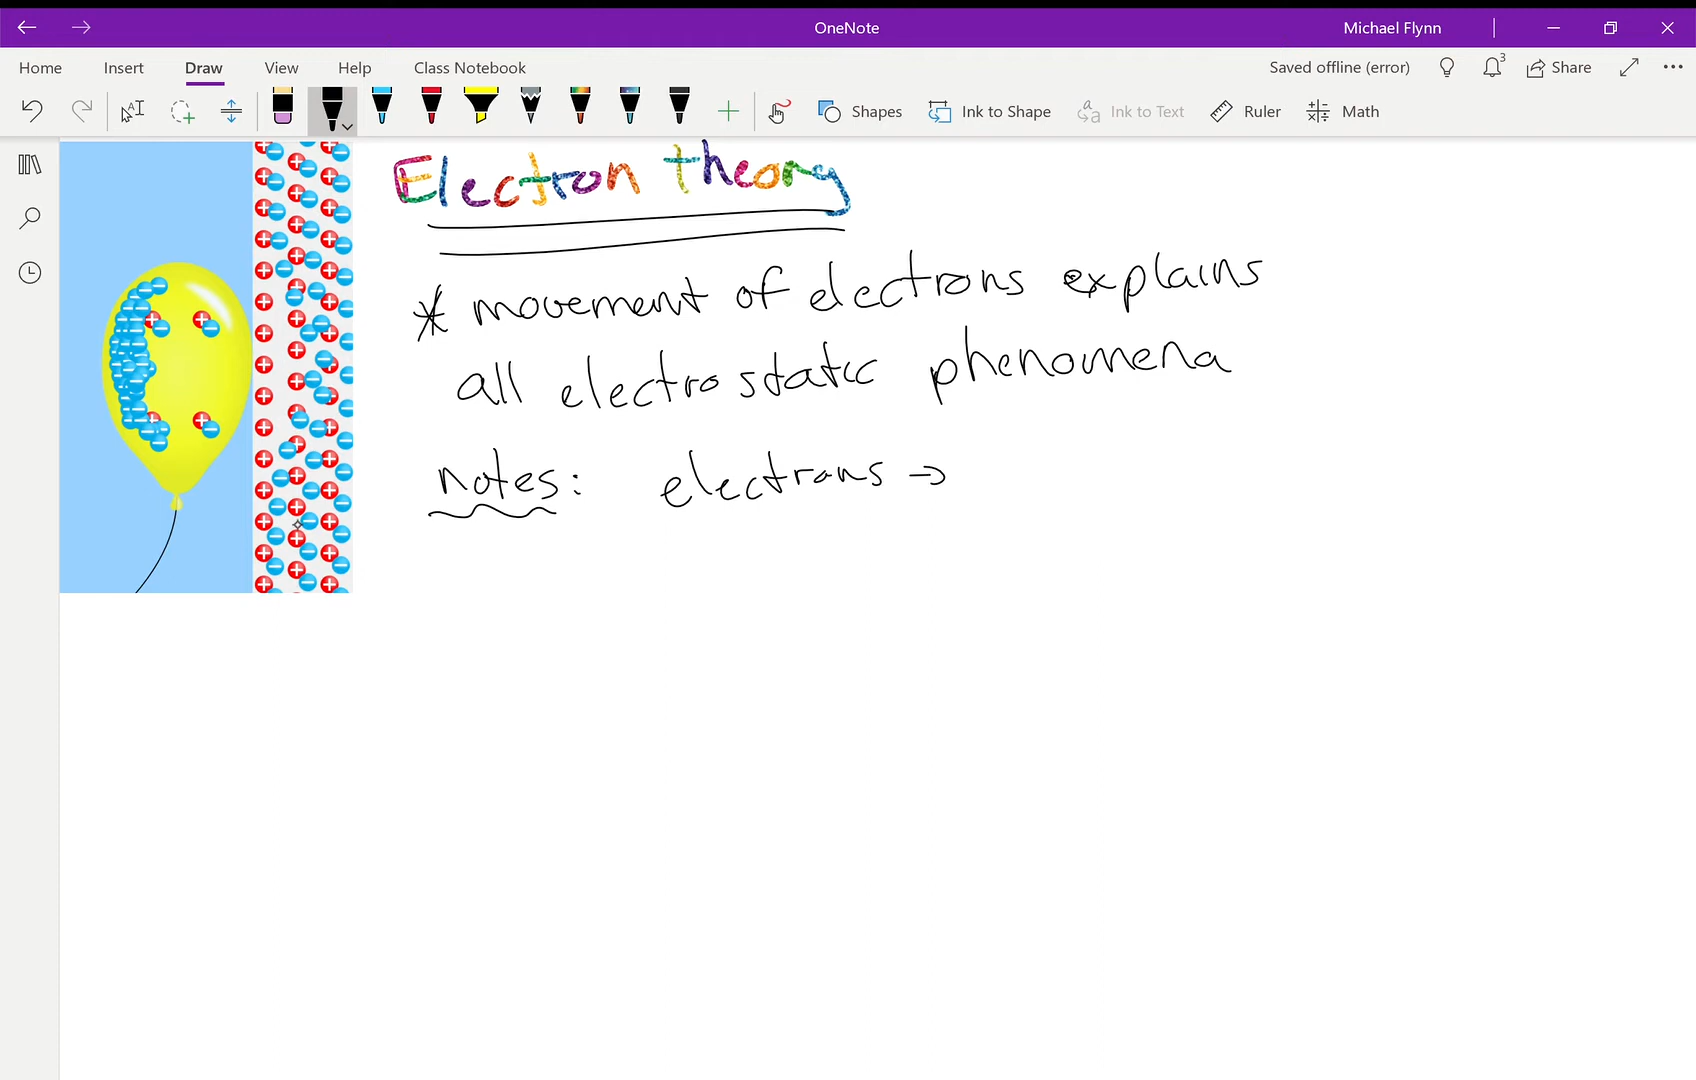 OneNote
Michael Flynn
Home Insert Draw View Help Class Notebook
Saved offline (error) 3 Share
Shapes Ink to Shape Ink to Text Ruler Math
Electron theory
* movement of electrons explains
all electrostatic phenomena
notes: electrons →